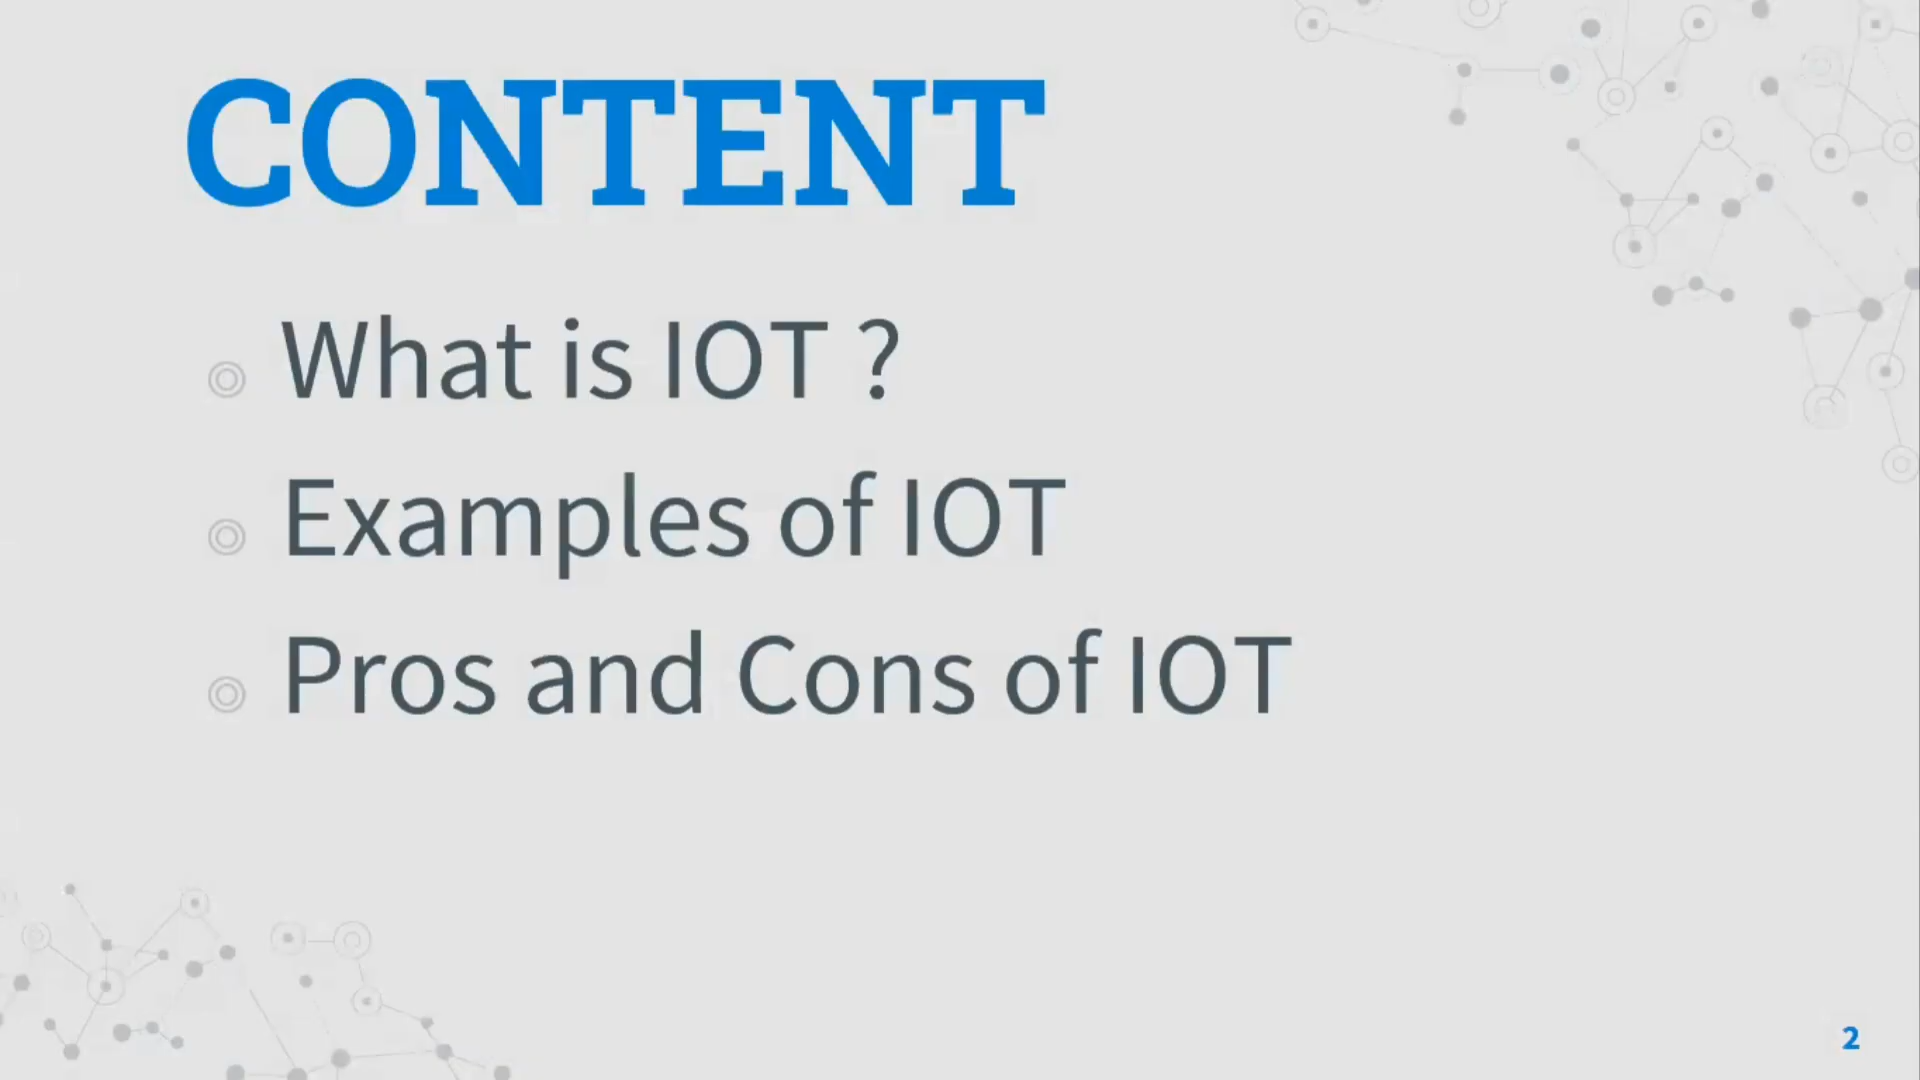 CONTENT
What is IOT ?
Examples of IOT
Pros and Cons of IOT
2